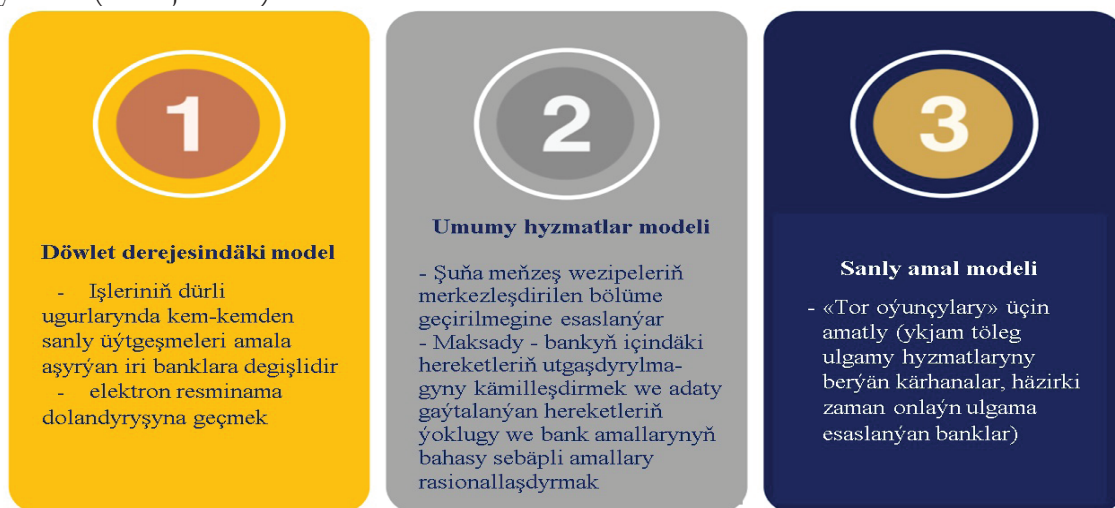 1
Döwlet derejesindäki model
- Işleriniň dürli
ugurlarynda kem-kemden
sanly üýtgeşmeleri amala
aşyrýan iri banklara degişlidir
- elektron resminama
dolandyryşyna geçmek
2
Umumy hyzmatlar modeli
- Şuňa meňzeş wezipeleriň
merkezleşdirilen bölüme
geçirilmegine esaslanýar
- Maksady - bankyň içindäki
hereketleriň utgaşdyrylma-
gyny kämilleşdirmek we adaty
gaýtalanýan hereketleriň
ýoklugy we bank amallarynyň
bahasy sebäpli amallary
rasionallaşdyrmak
3
Sanly amal modeli
- «Tor oýunçylary» üçin
amatly (ykjam töleg
ulgamy hyzmatlaryny
berýän kärhanalar, häzirki
zaman onlaýn ulgama
esaslanýan banklar)